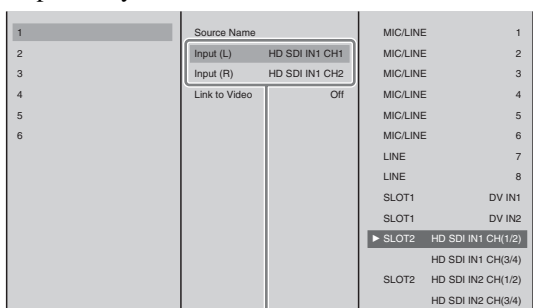 1
2
3
4
5
6
Source Name
Input (L) HD SDI IN1 CH1
Input (R) HD SDI IN1 CH2
Link to Video Off
MIC/LINE 1
MIC/LINE 2
MIC/LINE 3
MIC/LINE 4
MIC/LINE 5
MIC/LINE 6
LINE 7
LINE 8
SLOT1 DV IN1
SLOT1 DV IN2
▶ SLOT2 HD SDI IN1 CH(1/2)
HD SDI IN1 CH(3/4)
SLOT2 HD SDI IN2 CH(1/2)
HD SDI IN2 CH(3/4)